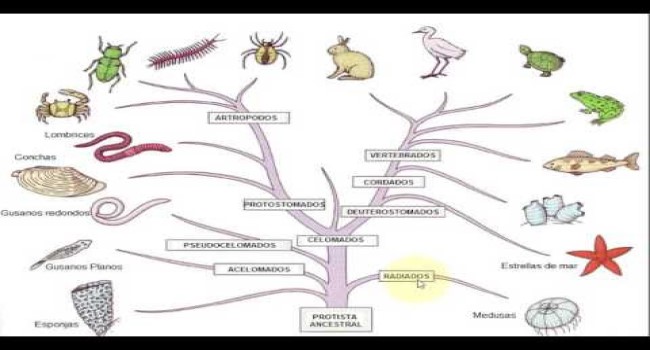 ARTROPODOS
Lombrices
Conchas
VERTEBRADOS
CORDADOS
Gusanos redondos
PROTOSTOMADOS
DEUTEROSTOMADOS
PSEUDOCELOMADOS
CELOMADOS
Gusanos Planos
ACELOMADOS
RADIADOS
Estrellas de mar
Esponjas
PROTISTA
ANCESTRAL
Medusas